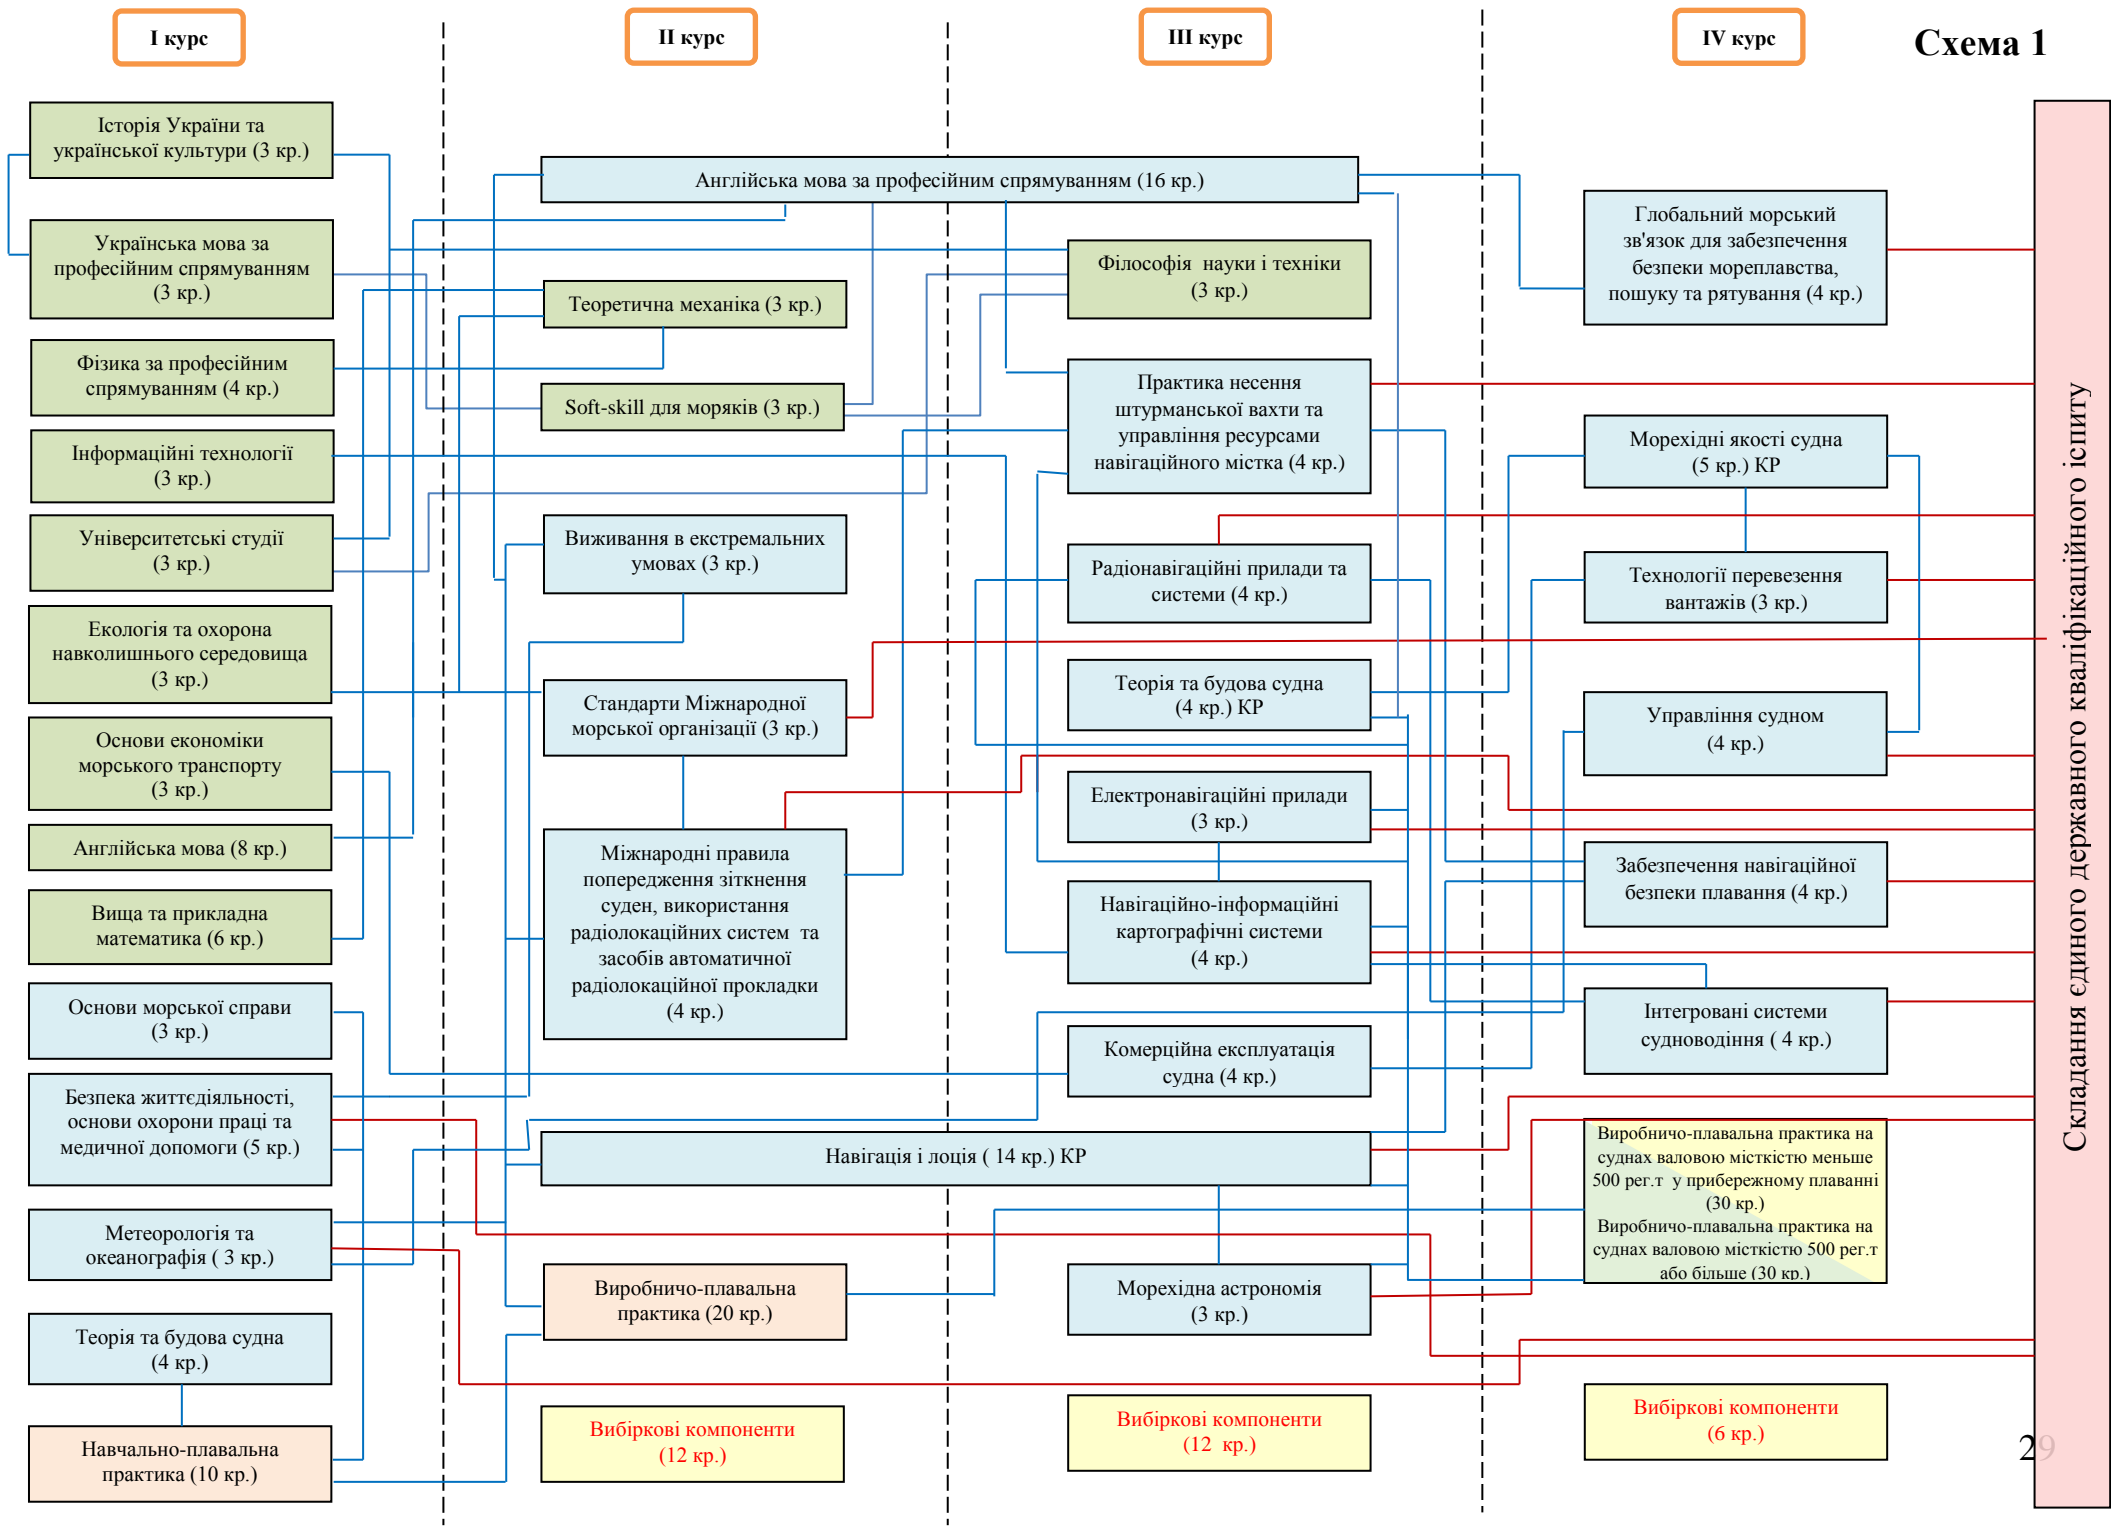 І курс
ІІ курс
ІІІ курс
IV курс
Схема 1
Історія України та
української культури (3 кр.)
Українська мова за
професійним спрямуванням
(3 кр.)
Фізика за професійним
спрямуванням (4 кр.)
Інформаційні технології
(3 кр.)
Університетські студії
(3 кр.)
Екологія та охорона
навколишнього середовища
(3 кр.)
Основи економіки
морського транспорту
(3 кр.)
Англійська мова (8 кр.)
Вища та прикладна
математика (6 кр.)
Основи морської справи
(3 кр.)
Безпека життєдіяльності,
основи охорони праці та
медичної допомоги (5 кр.)
Метеорологія та
океанографія ( 3 кр.)
Теорія та будова судна
(4 кр.)
Навчально-плавальна
практика (10 кр.)
Англійська мова за професійним спрямуванням (16 кр.)
Теоретична механіка (3 кр.)
Soft-skill для моряків (3 кр.)
Виживання в екстремальних
умовах (3 кр.)
Стандарти Міжнародної
морської організації (3 кр.)
Міжнародні правила
попередження зіткнення
суден, використання
радіолокаційних систем та
засобів автоматичної
радіолокаційної прокладки
(4 кр.)
Навігація і лоція ( 14 кр.) КР
Виробничо-плавальна
практика (20 кр.)
Вибіркові компоненти
(12 кр.)
Філософія науки і техніки
(3 кр.)
Практика несення
штурманської вахти та
управління ресурсами
навігаційного містка (4 кр.)
Радіонавігаційні прилади та
системи (4 кр.)
Теорія та будова судна
(4 кр.) КР
Електронавігаційні прилади
(3 кр.)
Навігаційно-інформаційні
картографічні системи
(4 кр.)
Комерційна експлуатація
судна (4 кр.)
Морехідна астрономія
(3 кр.)
Вибіркові компоненти
(12 кр.)
Глобальний морський
зв'язок для забезпечення
безпеки мореплавства,
пошуку та рятування (4 кр.)
Морехідні якості судна
(5 кр.) КР
Технології перевезення
вантажів (3 кр.)
Управління судном
(4 кр.)
Забезпечення навігаційної
безпеки плавання (4 кр.)
Інтегровані системи
судноводіння ( 4 кр.)
Виробничо-плавальна практика на
суднах валовою місткістю меньше
500 рег.т у прибережному плаванні
(30 кр.)
Виробничо-плавальна практика на
суднах валовою місткістю 500 рег.т
або більше (30 кр.)
Вибіркові компоненти
(6 кр.)
Складання єдиного державного кваліфікаційного іспиту
29